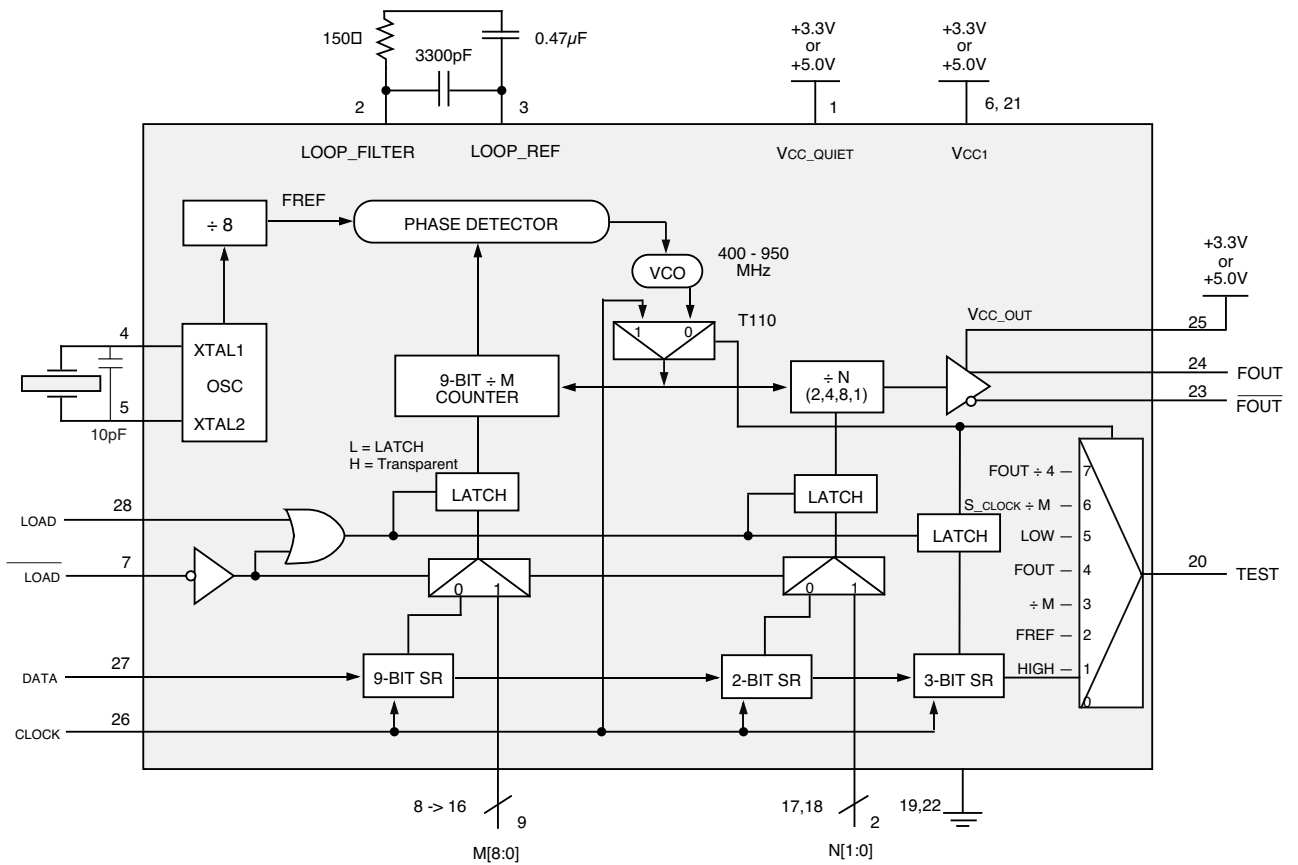 150□
3300pF
0.47µF
2
3
+3.3V
or
+5.0V
1
+3.3V
or
+5.0V
6, 21
LOOP_FILTER
LOOP_REF
VCC_QUIET
VCC1
÷ 8
FREF
PHASE DETECTOR
VCO
400 - 950
MHz
1
0
T110
+3.3V
or
+5.0V
VCC_OUT
25
4
5
10pF
XTAL1
OSC
XTAL2
9-BIT ÷ M
COUNTER
÷ N
(2,4,8,1)
24
FOUT
23
FOUT
L = LATCH
H = Transparent
LATCH
LATCH
LATCH
LOAD
28
LOAD
7
0
1
0
1
FOUT ÷ 4
7
S_CLOCK ÷ M
6
LOW
5
FOUT
4
÷ M
3
FREF
2
HIGH
1
0
20
TEST
DATA
27
9-BIT SR
2-BIT SR
3-BIT SR
CLOCK
26
8 -> 16
9
M[8:0]
17,18
2
N[1:0]
19,22